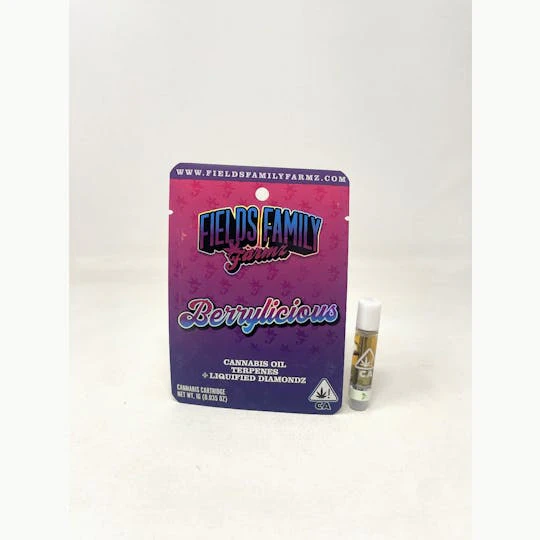 WWW.FIELDSFAMILYFARMZ.COM
FIELDS FAMILY
Farmz
Berrylicious
CANNABIS OIL
TERPENES
+ LIQUIFIED DIAMONDZ
CANNABIS CARTRIDGE
NET WT. 1G (0.035 OZ)
CA
CA